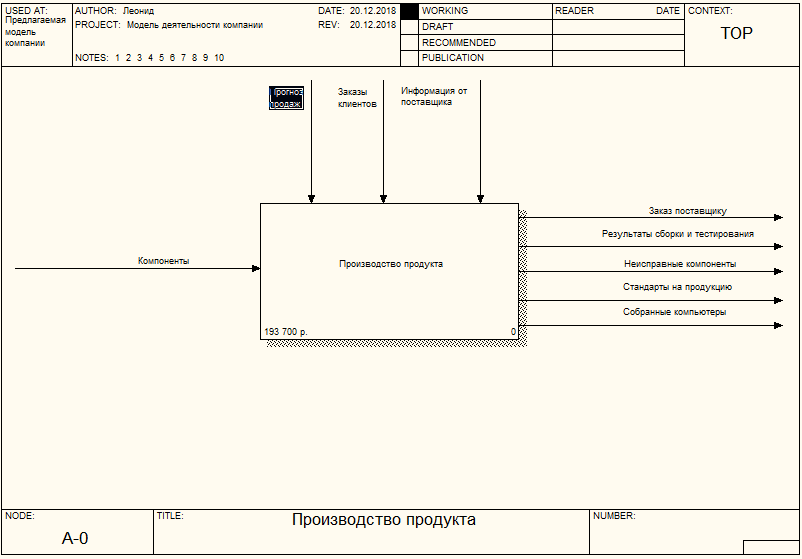 USED AT:
Предлагаемая
модель
компании
AUTHOR: Леонид
DATE: 20.12.2018
PROJECT: Модель деятельности компании
REV: 20.12.2018
NOTES: 1 2 3 4 5 6 7 8 9 10
WORKING
DRAFT
RECOMMENDED
PUBLICATION
READER DATE
CONTEXT:
TOP
Прогноз
продаж
Заказы
клиентов
Информация от
поставщика
Компоненты
Производство продукта
193 700 р. 0
Заказ поставщику
Результаты сборки и тестирования
Неисправные компоненты
Стандарты на продукцию
Собранные компьютеры
NODE:
A-0
TITLE:
Производство продукта
NUMBER: